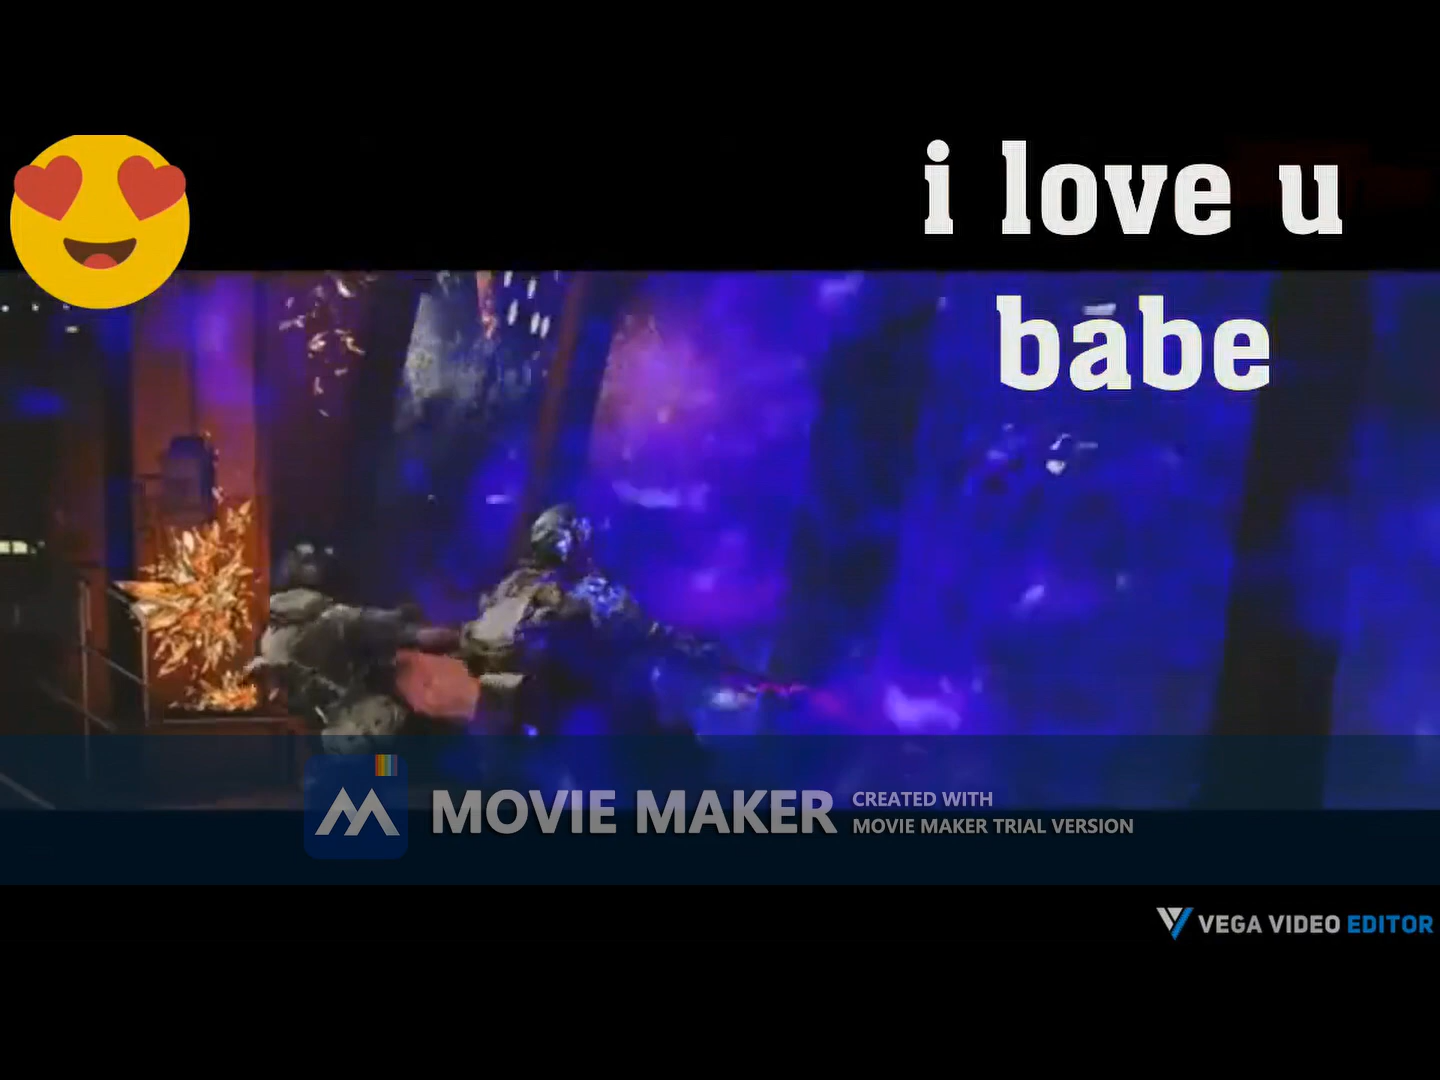 i love u
babe
MOVIE MAKER
CREATED WITH
MOVIE MAKER TRIAL VERSION
VEGA VIDEO EDITOR